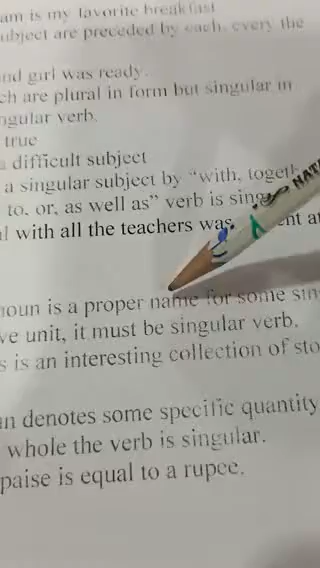 am is my favorite breakfast
ubject are preceded by each, every the
nd girl was ready.
ch are plural in form but singular in
ngular verb.
true
a difficult subject
a singular subject by "with, togeth
to, or, as well as" verb is sing
l with all the teachers was
noun is a proper name for some sin
ve unit, it must be singular verb.
s is an interesting collection of sto
un denotes some specific quantity
whole the verb is singular.
paise is equal to a rupee.
NAT